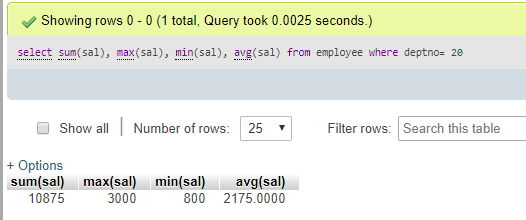 Showing rows 0 - 0 (1 total, Query took 0.0025 seconds.)
select sum(sal), max(sal), min(sal), avg(sal) from employee where deptno= 20
Show all | Number of rows: 25 Filter rows: Search this table
+ Options
sum(sal) max(sal) min(sal) avg(sal)
10875 3000 800 2175.0000